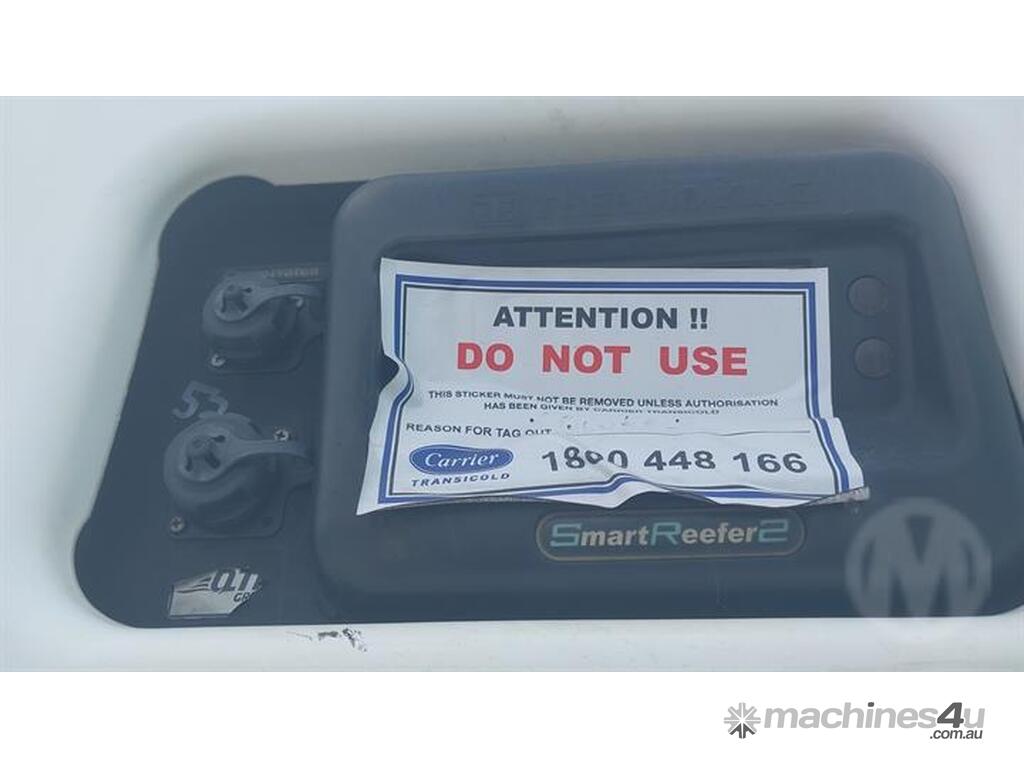 53
ATTENTION !!
DO NOT USE
THIS STICKER MUST NOT BE REMOVED UNLESS AUTHORISATION
HAS BEEN GIVEN BY CARRIER TRANSICOLD
REASON FOR TAG OUT
Carrier
TRANSICOLD
1800 448 166
SmartReefer2
M
machines4u
.com.au